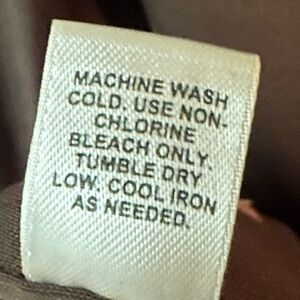 MACHINE WASH
COLD. USE NON-
CHLORINE
BLEACH ONLY.
TUMBLE DRY
LOW. COOL IRON
AS NEEDED.